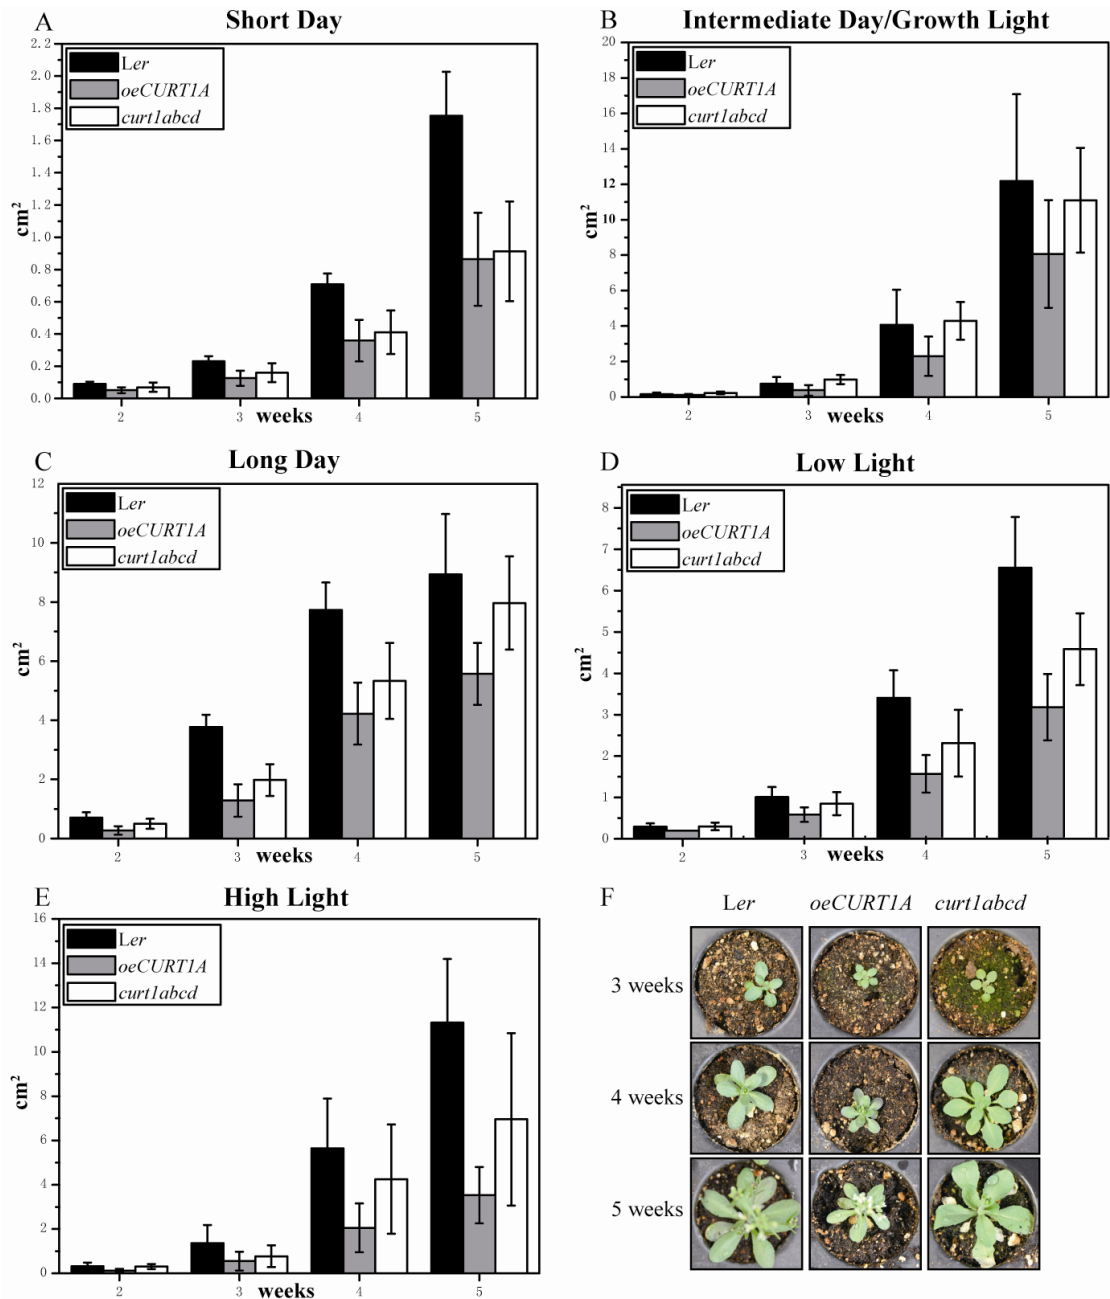 A Short Day
2.2
2.0
1.8
1.6
1.4
1.2
1.0
0.8
0.6
0.4
0.2
0.0
cm²
Ler
oeCURT1A
curt1abcd
2 3 4 5
weeks
B Intermediate Day/Growth Light
20
18
16
14
12
10
8
6
4
2
0
cm²
Ler
oeCURT1A
curt1abcd
2 3 4 5
weeks
C Long Day
12
10
8
6
4
2
0
cm²
Ler
oeCURT1A
curt1abcd
2 3 4 5
weeks
D Low Light
8
7
6
5
4
3
2
1
0
cm²
Ler
oeCURT1A
curt1abcd
2 3 4 5
weeks
E High Light
16
14
12
10
8
6
4
2
0
cm²
Ler
oeCURT1A
curt1abcd
2 3 4 5
weeks
F
Ler oeCURT1A curt1abcd
3 weeks
4 weeks
5 weeks